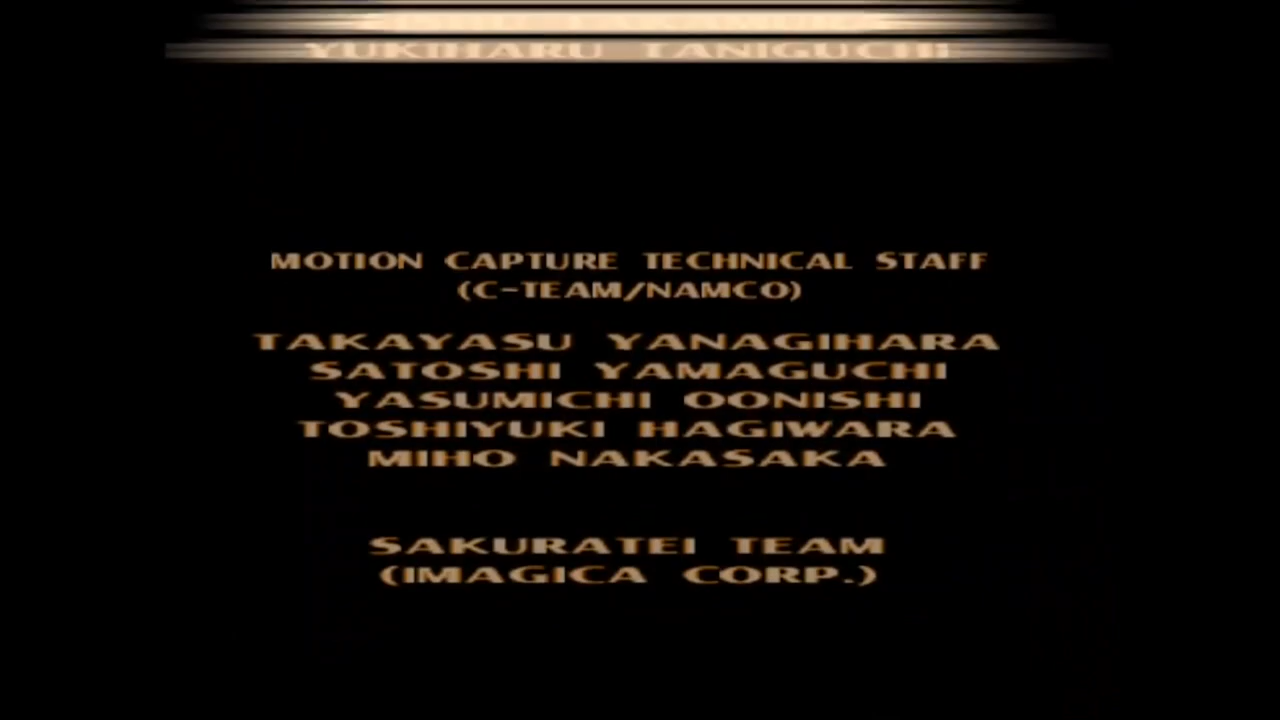 YUKIHARU TANIGUCHI
MOTION CAPTURE TECHNICAL STAFF
(C-TEAM/NAMCO)
TAKAYASU YANAGIHARA
SATOSHI YAMAGUCHI
YASUMICHI OONISHI
TOSHIYUKI HAGIWARA
MIHO NAKASAKA
SAKURATEI TEAM
(IMAGICA CORP.)